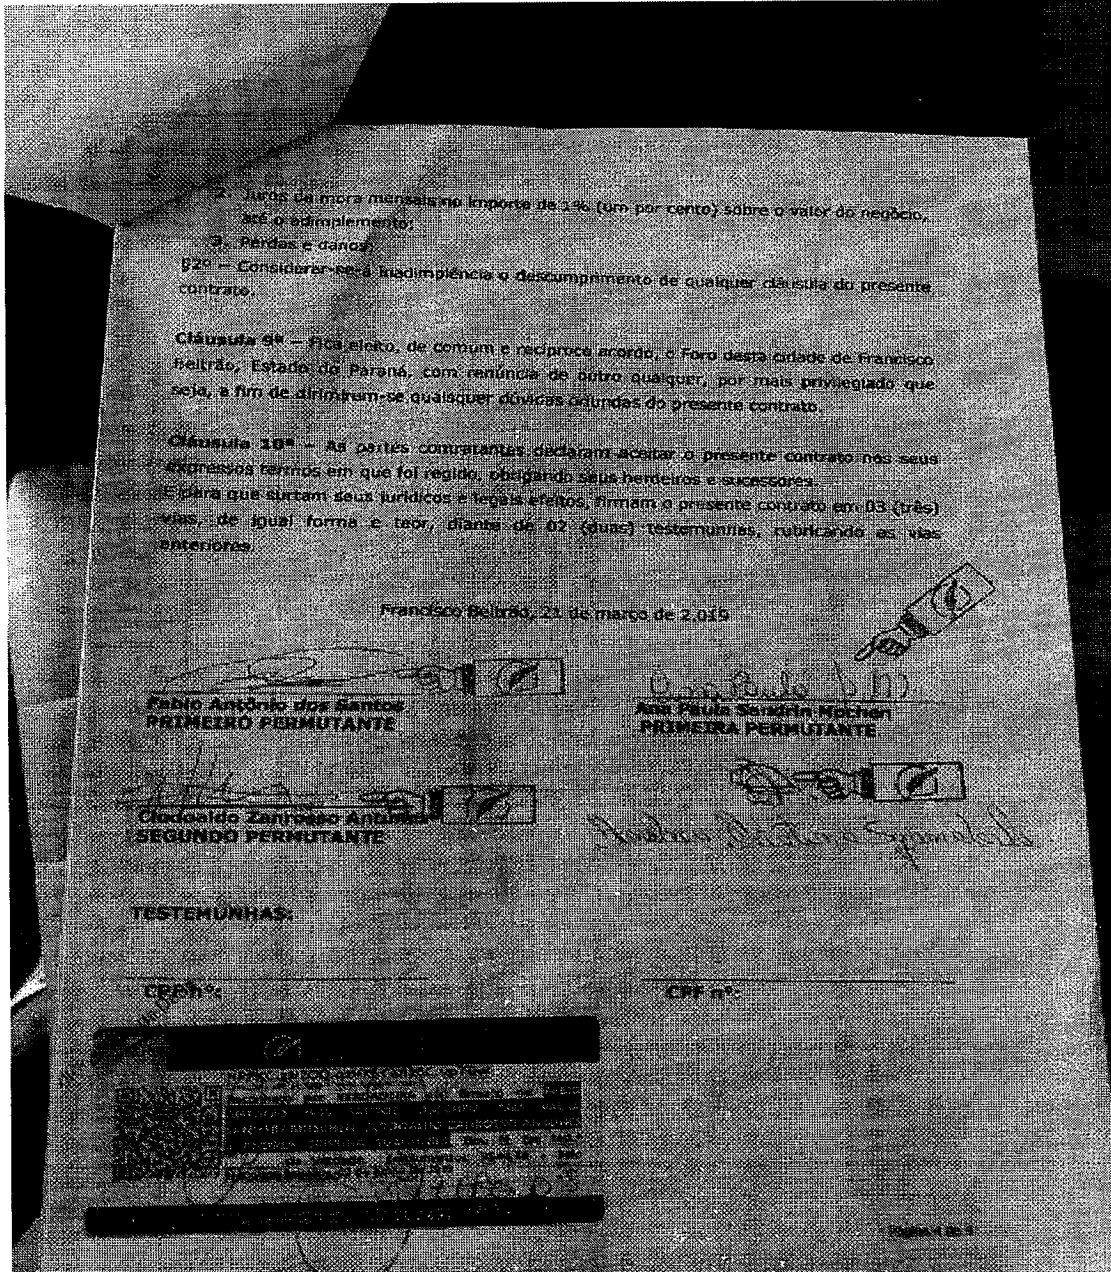 2. Juros de mora mensais no importe de 1% (um por cento) sobre o valor do negócio,
até o adimplemento;
3. Perdas e danos;
§2º – Considerar-se-á inadimplência o descumprimento de qualquer cláusula do presente
contrato.
Cláusula 9ª – Fica eleito, de comum e recíproco acordo, o Foro desta cidade de Francisco
Beltrão, Estado do Paraná, com renúncia de outro qualquer, por mais privilegiado que
seja, a fim de dirimirem-se quaisquer dúvidas oriundas do presente contrato.
Cláusula 10ª – As partes contratantes declaram aceitar o presente contrato nos seus
expressos termos em que foi regido, obrigando seus herdeiros e sucessores.
E para que surtam seus jurídicos e legais efeitos, firmam o presente contrato em 03 (três)
vias, de igual forma e teor, diante de 02 (duas) testemunhas, rubricando as vias
anteriores.
Francisco Beltrão, 21 de março de 2.019
Fabio Antônio dos Santos
PRIMEIRO PERMUTANTE
Ana Paula Sandrin
PRIMEIRA PERMUTANTE
Clodoaldo Zanrosso
SEGUNDO PERMUTANTE
TESTEMUNHAS:
CPF nº:
CPF nº: